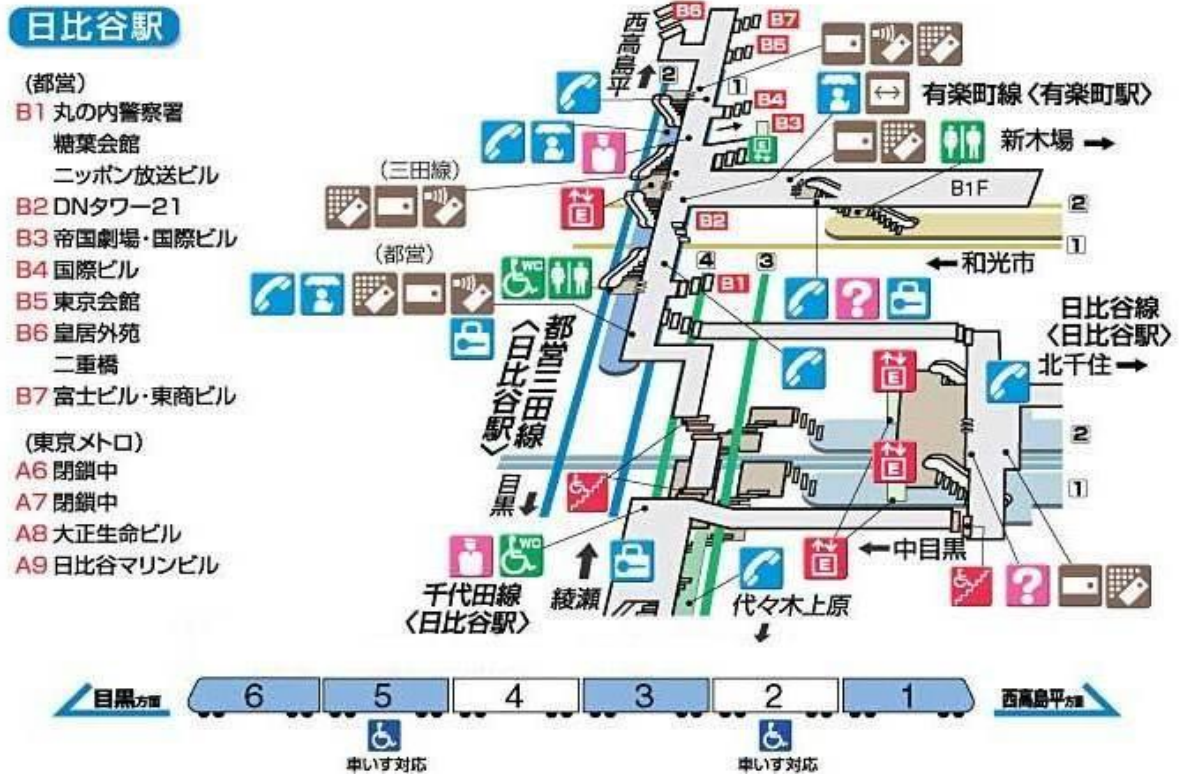 日比谷駅
(都営)
B1 丸の内警察署
糖葉会館
ニッポン放送ビル
B2 DNタワー21
B3 帝国劇場・国際ビル
B4 国際ビル
B5 東京会館
B6 皇居外苑
二重橋
B7 富士ビル・東商ビル
(東京メトロ)
A6 閉鎖中
A7 閉鎖中
A8 大正生命ビル
A9 日比谷マリンビル
B6
B7
B5
西高島平
2
1
B4
B3
E
有楽町線〈有楽町駅〉
新木場
(三田線)
E
B1F
B2
2
1
和光市
(都営)
WC
4
3
B1
?
都営三田線
〈日比谷駅〉
日比谷線
〈日比谷駅〉
北千住
E
2
E
1
目黒
WC
E
中目黒
?
千代田線
〈日比谷駅〉
綾瀬
代々木上原
目黒方面
6
5
4
3
2
1
西高島平方面
車いす対応
車いす対応